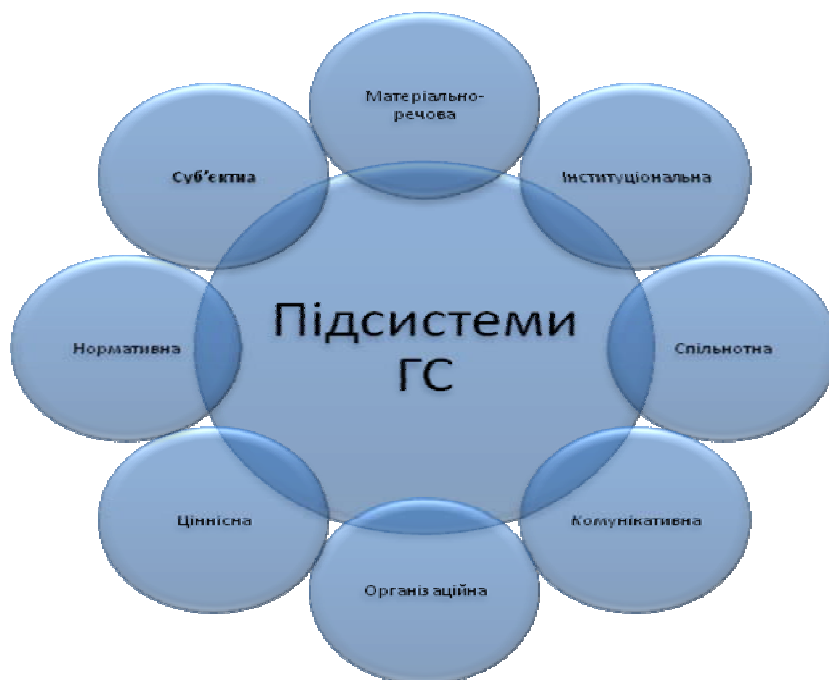 Матеріально-
речова
Суб'єктна
Інституціональна
Підсистеми
ГС
Нормативна
Спільнотна
Ціннісна
Комунікативна
Організаційна